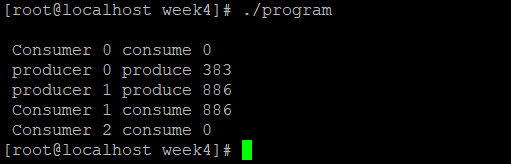 [root@localhost week4]# ./program
Consumer 0 consume 0
producer 0 produce 383
producer 1 produce 886
Consumer 1 consume 886
Consumer 2 consume 0
[root@localhost week4]#